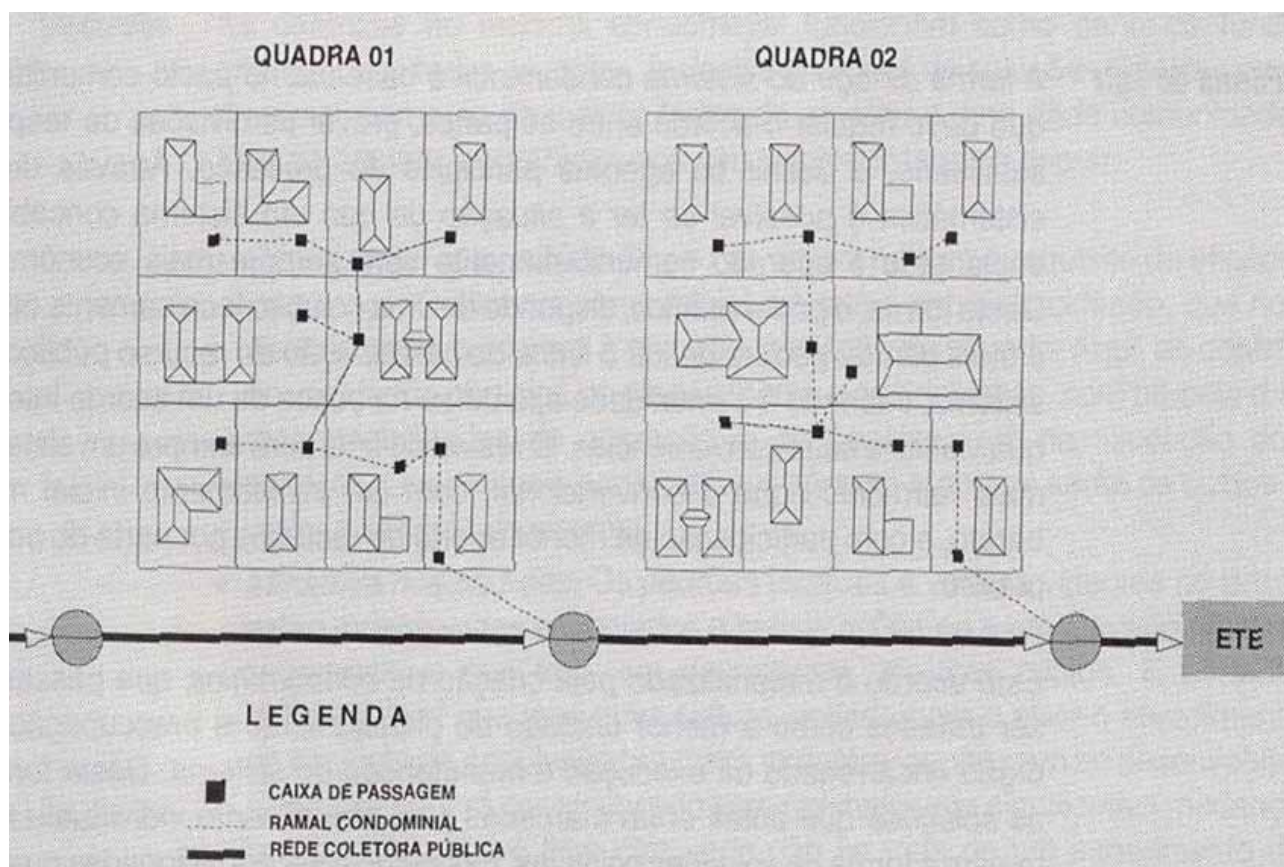 QUADRA 01
QUADRA 02
ETE
LEGENDA
CAIXA DE PASSAGEM
RAMAL CONDOMINIAL
REDE COLETORA PÚBLICA